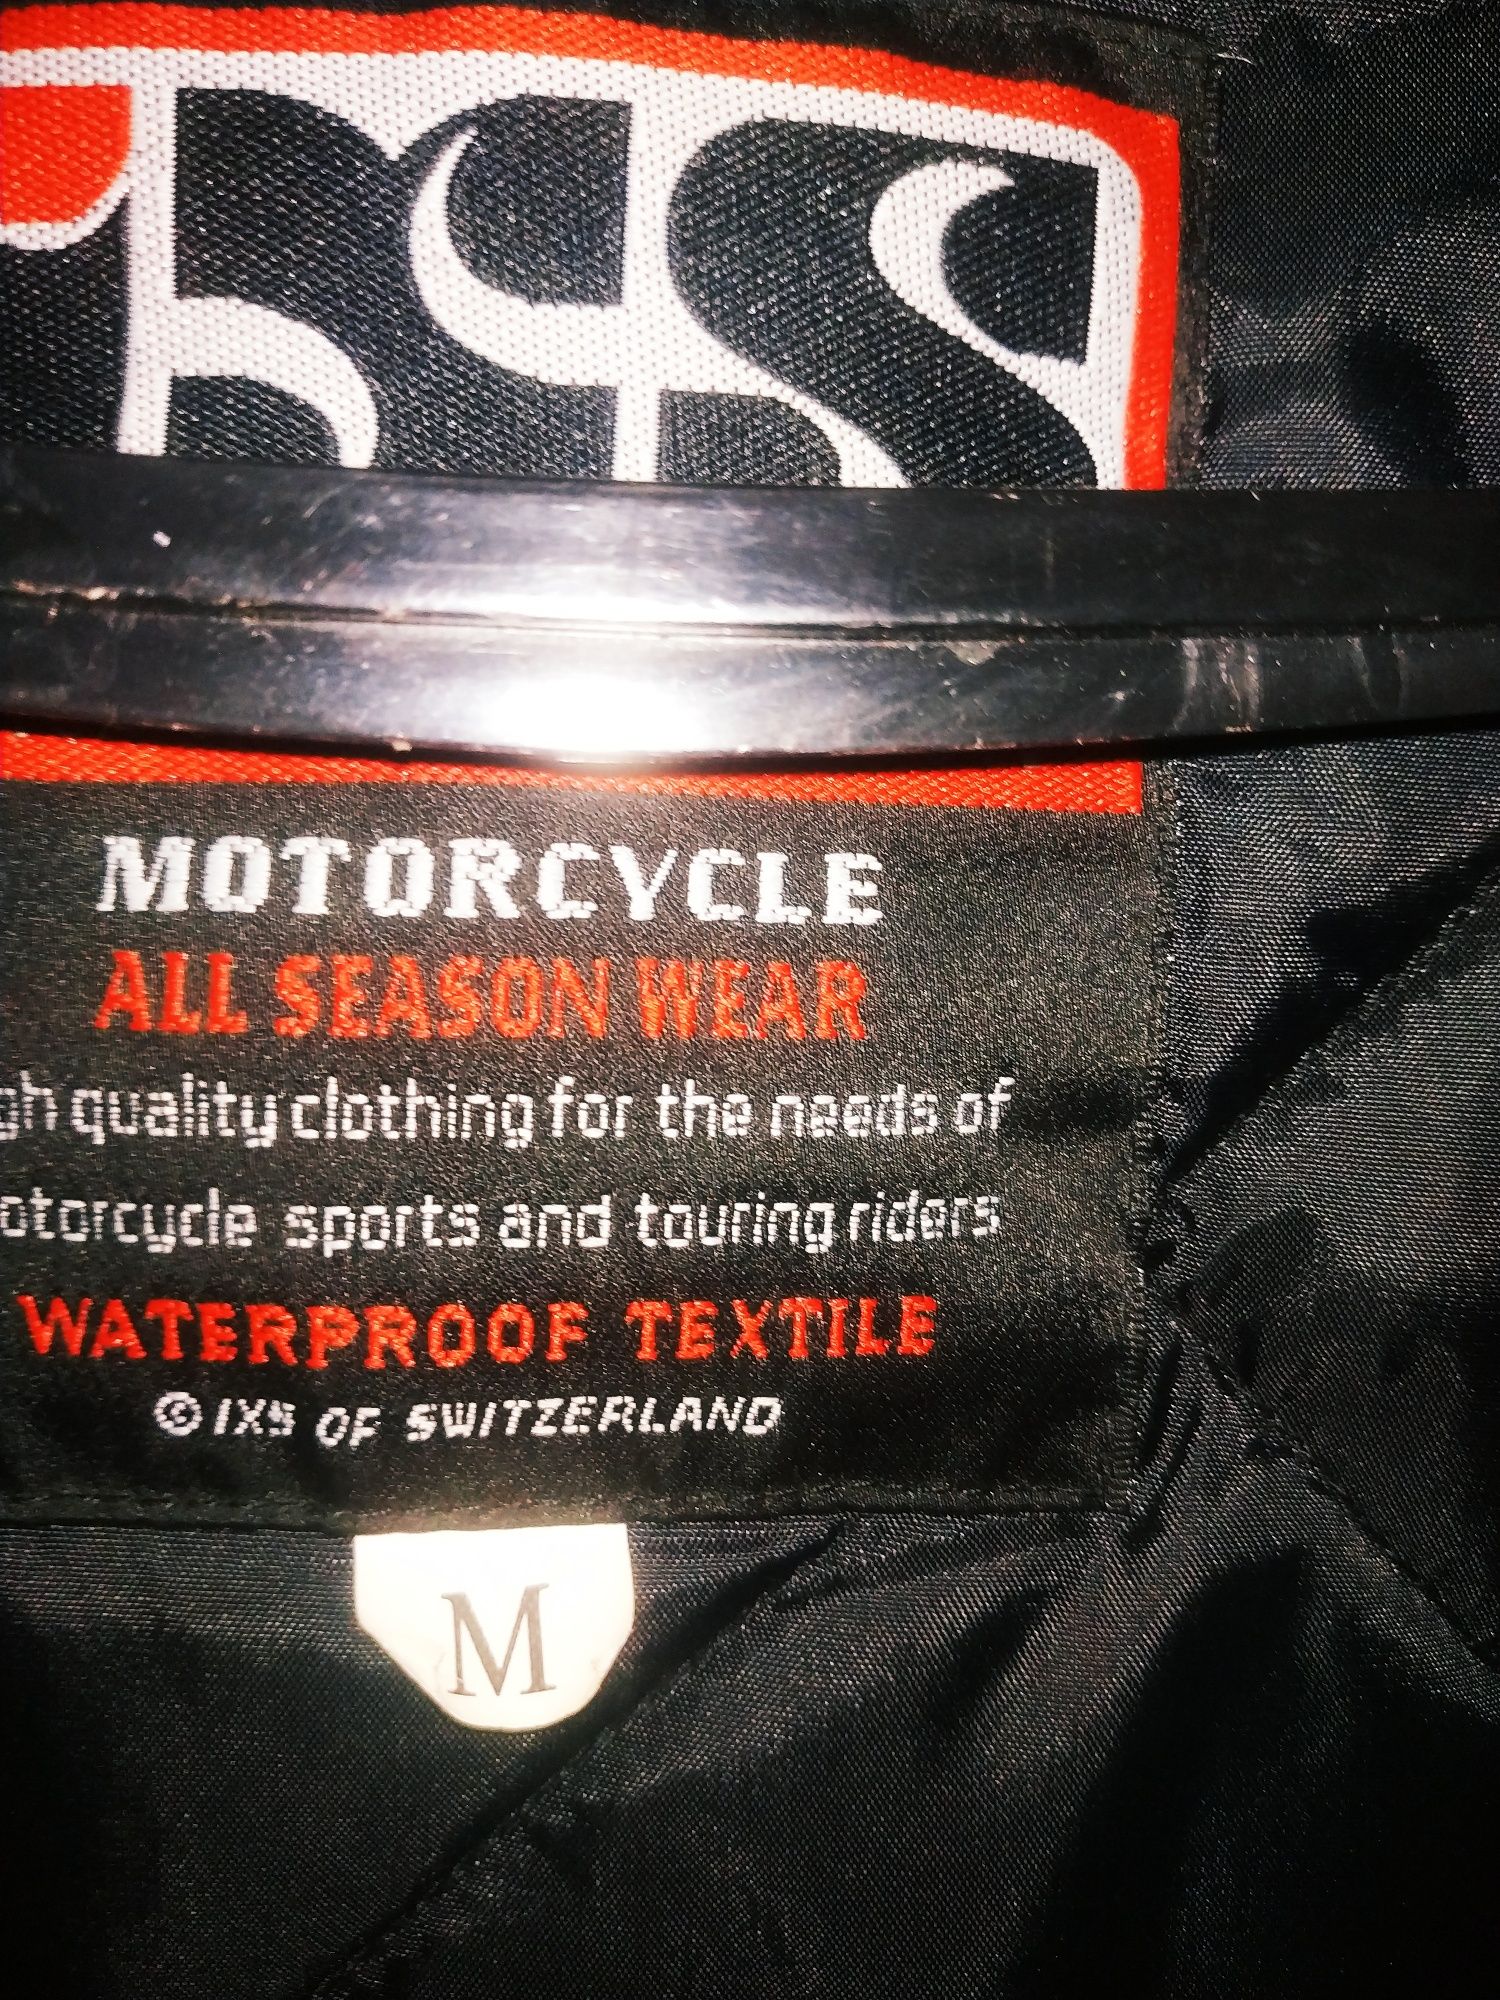 iXS
MOTORCYCLE
ALL SEASON WEAR
gh quality clothing for the needs of
otorcycle sports and touring riders
WATERPROOF TEXTILE
© IXS OF SWITZERLAND
M